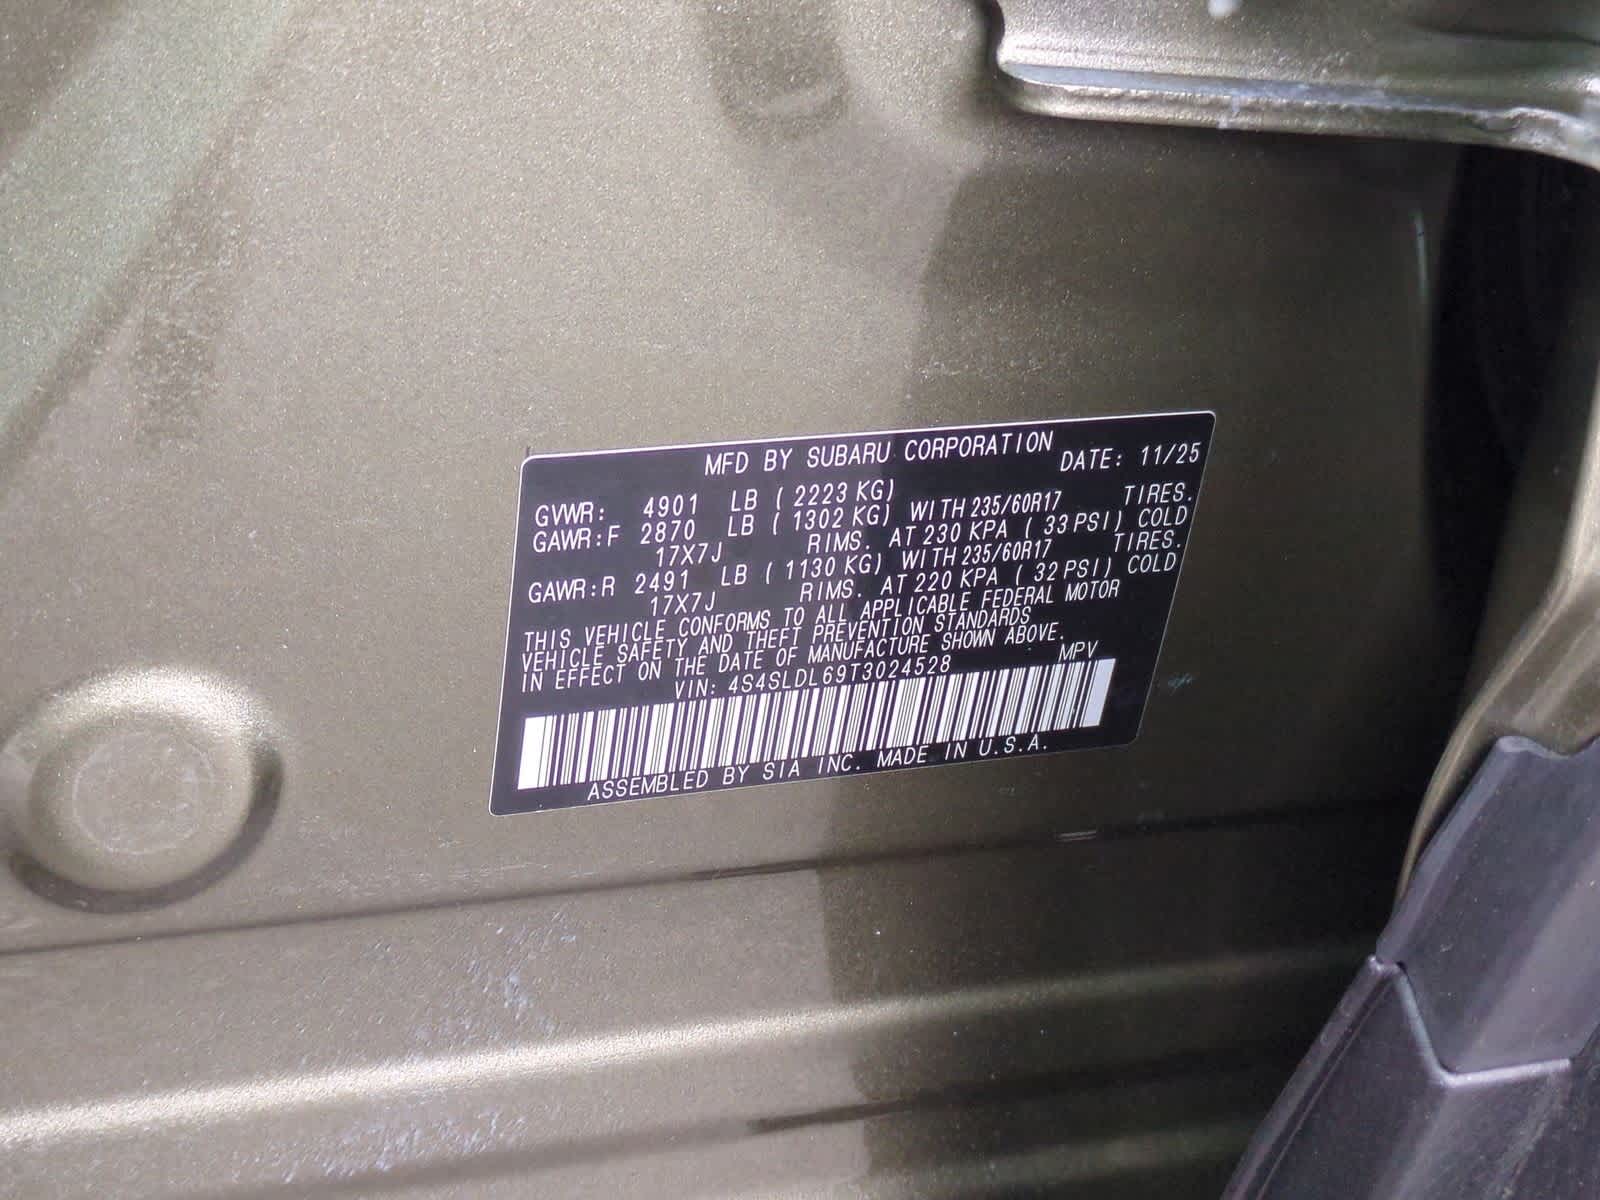 MFD BY SUBARU CORPORATION DATE: 11/25
GVWR: 4901 LB ( 2223 KG)
GAWR:F 2870 LB ( 1302 KG) WITH 235/60R17 TIRES.
17X7J RIMS. AT 230 KPA ( 33 PSI) COLD
GAWR:R 2491 LB ( 1130 KG) WITH 235/60R17 TIRES.
17X7J RIMS. AT 220 KPA ( 32 PSI) COLD
THIS VEHICLE CONFORMS TO ALL APPLICABLE FEDERAL MOTOR
VEHICLE SAFETY AND THEFT PREVENTION STANDARDS
IN EFFECT ON THE DATE OF MANUFACTURE SHOWN ABOVE.
VIN: 4S4SLDL69T3024528 MPV
ASSEMBLED BY SIA INC. MADE IN U.S.A.